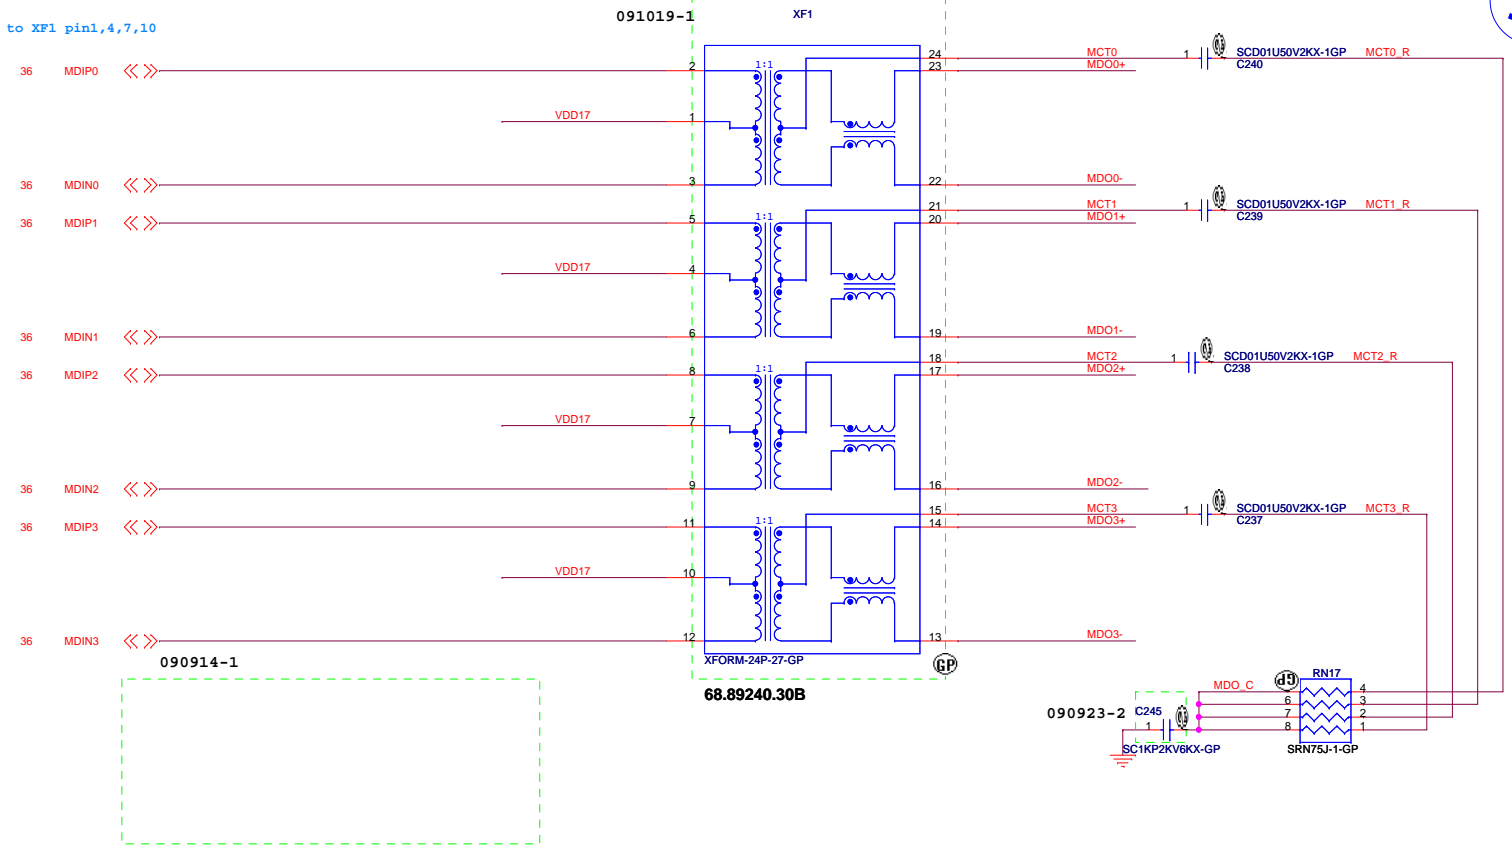 091019-1
XF1
to XF1 pin1,4,7,10
24
MCT0
1
SCD01U50V2KX-1GP
MCT0_R
36
MDIP0
2
1:1
23
MDO0+
C240
VDD17
1
36
MDIN0
3
22
MDO0-
21
MCT1
1
SCD01U50V2KX-1GP
MCT1_R
36
MDIP1
5
1:1
20
MDO1+
C239
VDD17
4
36
MDIN1
6
19
MDO1-
18
MCT2
1
SCD01U50V2KX-1GP
MCT2_R
36
MDIP2
8
1:1
17
MDO2+
C238
VDD17
7
36
MDIN2
9
16
MDO2-
15
MCT3
1
SCD01U50V2KX-1GP
MCT3_R
36
MDIP3
11
1:1
14
MDO3+
C237
VDD17
10
36
MDIN3
12
13
MDO3-
090914-1
XFORM-24P-27-GP
GP
68.89240.30B
RN17
MDO_C
GP
4
6
3
090923-2
C245
7
2
1
8
1
SC1KP2KV6KX-GP
SRN75J-1-GP